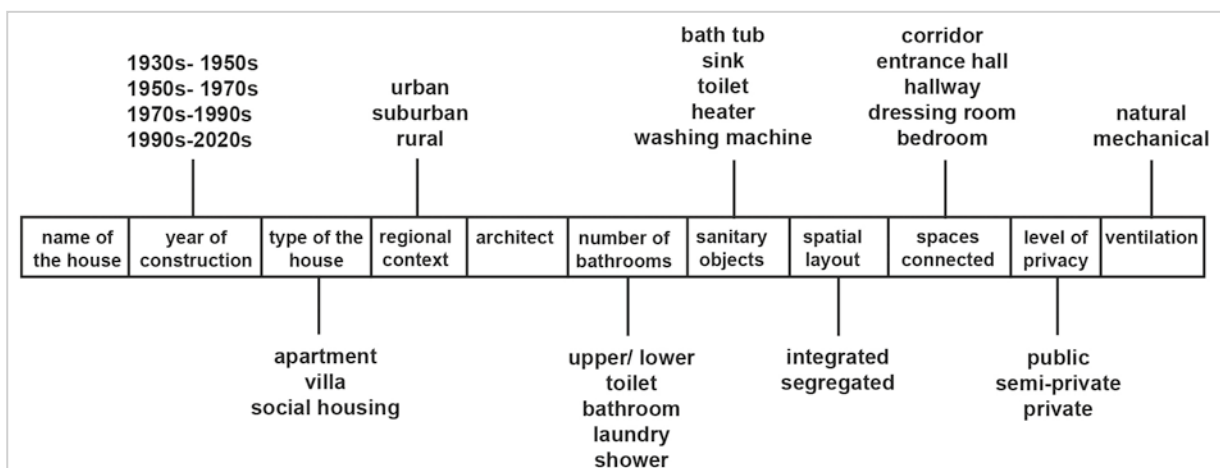 1930s- 1950s
1950s- 1970s
1970s-1990s
1990s-2020s
urban
suburban
rural
bath tub
sink
toilet
heater
washing machine
corridor
entrance hall
hallway
dressing room
bedroom
natural
mechanical
name of
the house
year of
construction
type of the
house
regional
context
architect
number of
bathrooms
sanitary
objects
spatial
layout
spaces
connected
level of
privacy
ventilation
apartment
villa
social housing
upper/ lower
toilet
bathroom
laundry
shower
integrated
segregated
public
semi-private
private